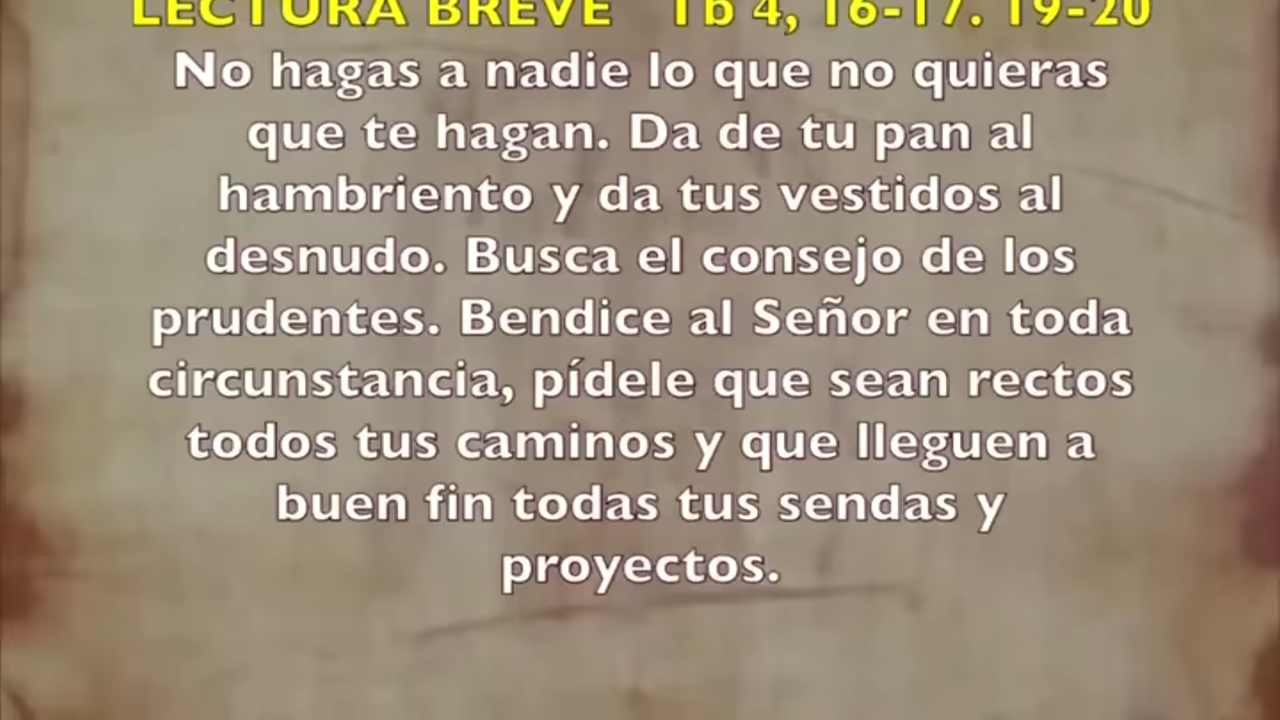 LECTURA BREVE Tb 4, 16-17. 19-20
No hagas a nadie lo que no quieras
que te hagan. Da de tu pan al
hambriento y da tus vestidos al
desnudo. Busca el consejo de los
prudentes. Bendice al Señor en toda
circunstancia, pídele que sean rectos
todos tus caminos y que lleguen a
buen fin todas tus sendas y
proyectos.